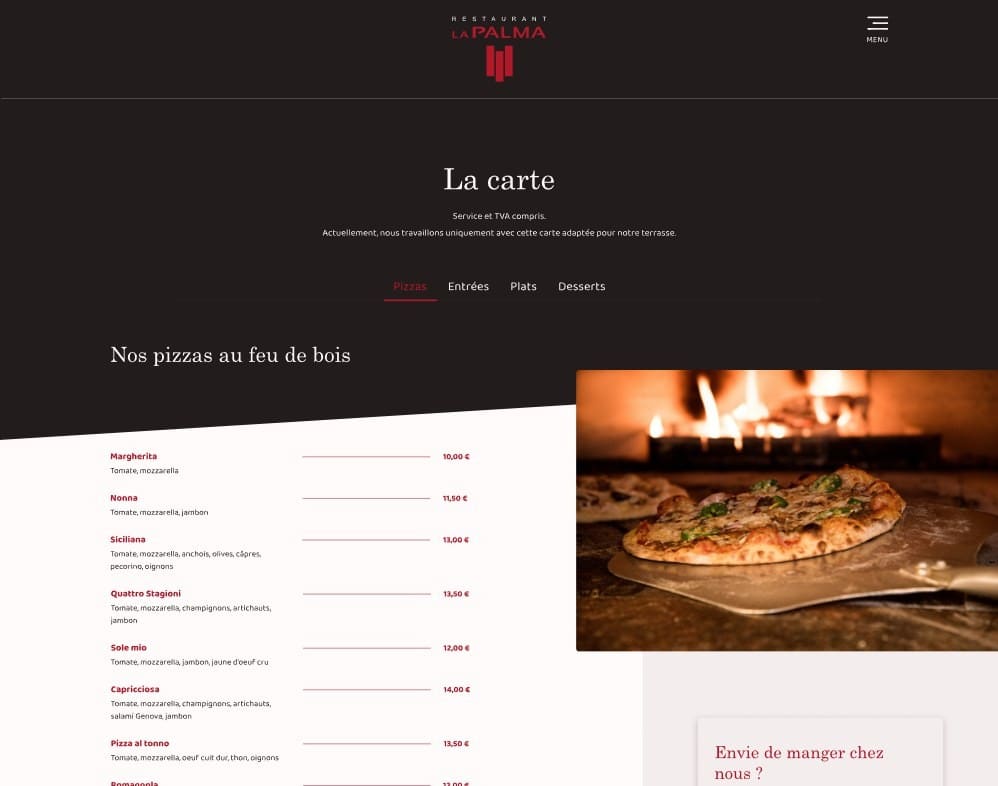 RESTAURANT
LA PALMA
MENU
La carte
Service et TVA compris.
Actuellement, nous travaillons uniquement avec cette carte adaptée pour notre terrasse.
Pizzas Entrées Plats Desserts
Nos pizzas au feu de bois
Margherita 10,00 €
Tomate, mozzarella
Nonna 11,50 €
Tomate, mozzarella, jambon
Siciliana 13,00 €
Tomate, mozzarella, anchois, olives, câpres,
pecorino, oignons
Quattro Stagioni 13,50 €
Tomate, mozzarella, champignons, artichauts,
jambon
Sole mio 12,00 €
Tomate, mozzarella, jambon, jaune d'oeuf cru
Capricciosa 14,00 €
Tomate, mozzarella, champignons, artichauts,
salami Genova, jambon
Pizza al tonno 13,50 €
Tomate, mozzarella, oeuf cuit dur, thon, oignons
Romagnola
Envie de manger chez
nous ?